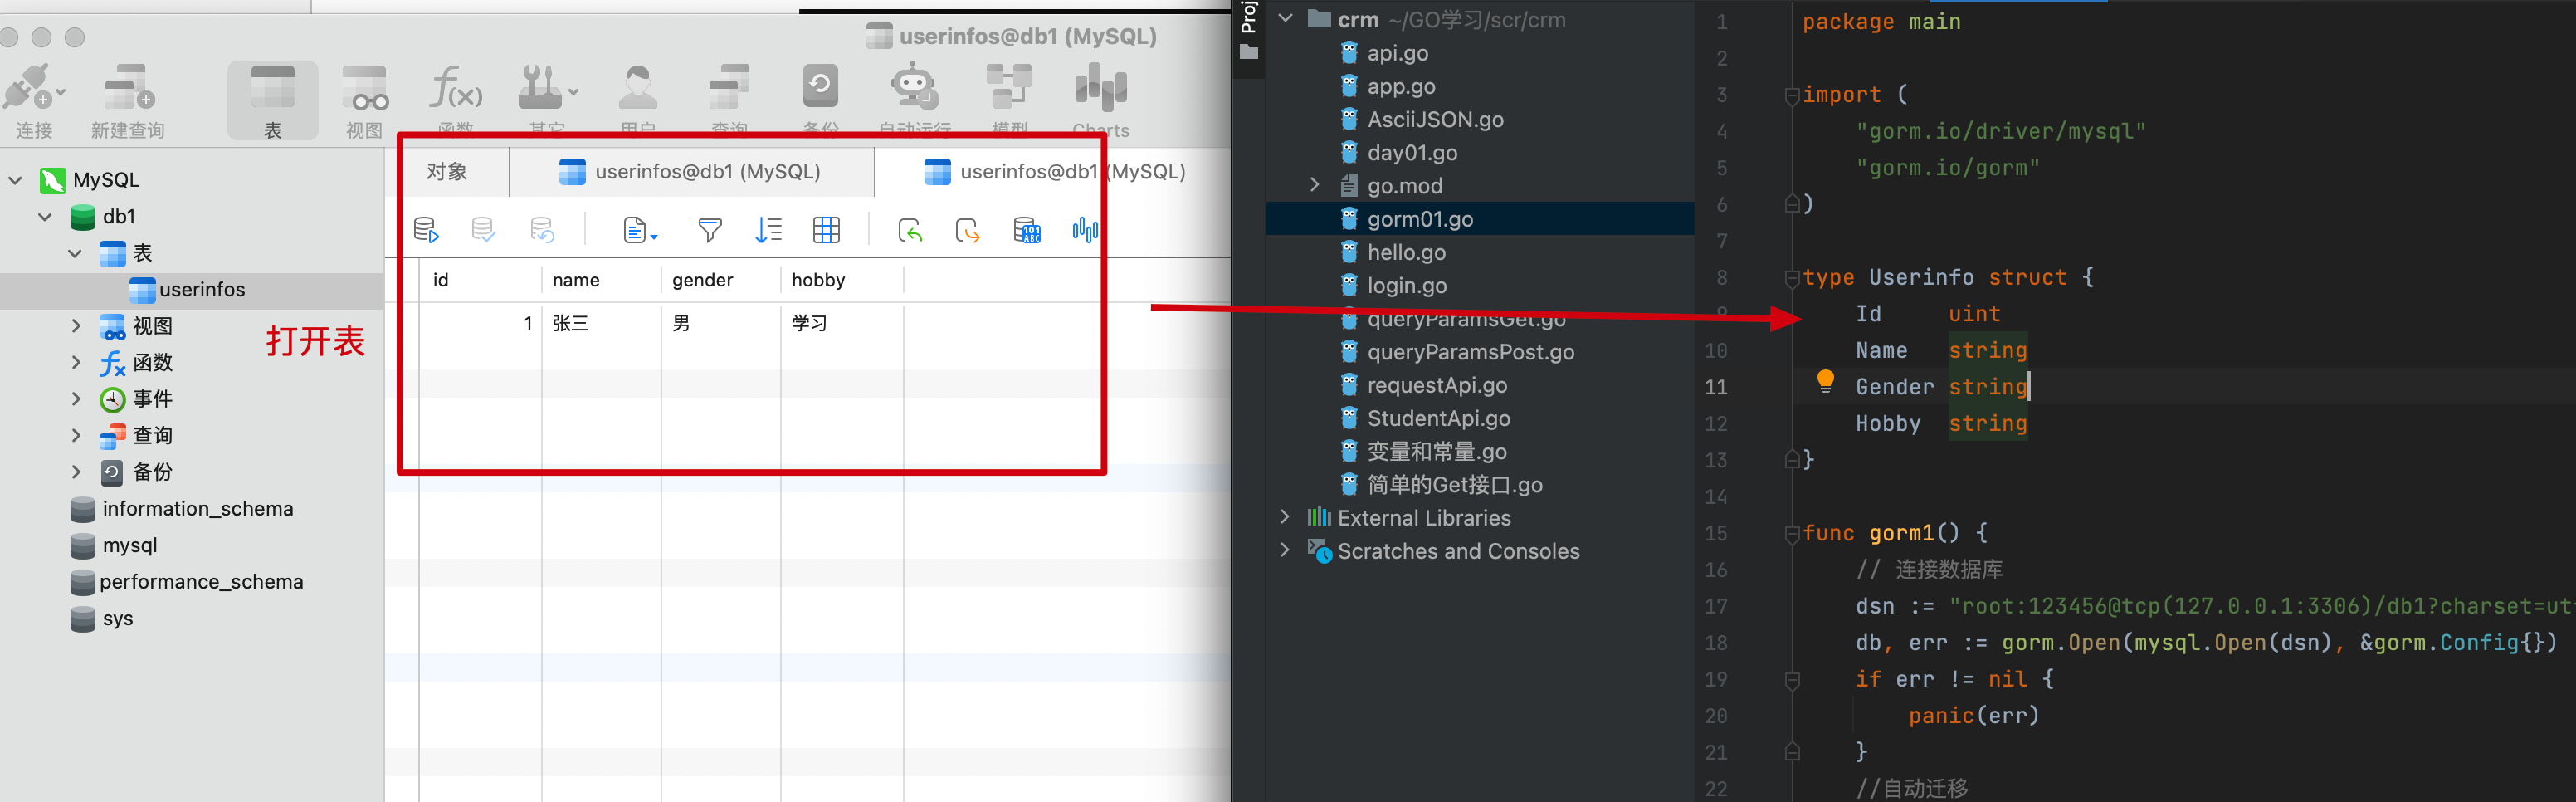 userinfos@db1 (MySQL)
连接
新建查询
表
视图
函数
其它
用户
查询
备份
自动运行
模型
Charts
MySQL
db1
表
userinfos
视图
函数
事件
查询
备份
information_schema
mysql
performance_schema
sys
打开表
对象
userinfos@db1 (MySQL)
userinfos@db1 (MySQL)
id name gender hobby
1 张三 男 学习
Proj
crm ~/GO学习/scr/crm
api.go
app.go
AsciiJSON.go
day01.go
go.mod
gorm01.go
hello.go
login.go
queryParamsGet.go
queryParamsPost.go
requestApi.go
StudentApi.go
变量和常量.go
简单的Get接口.go
External Libraries
Scratches and Consoles
1 package main
2
3 import (
4 "gorm.io/driver/mysql"
5 "gorm.io/gorm"
6 )
7
8 type Userinfo struct {
9 Id uint
10 Name string
11 Gender string
12 Hobby string
13 }
14
15 func gorm1() {
16 // 连接数据库
17 dsn := "root:123456@tcp(127.0.0.1:3306)/db1?charset=ut
18 db, err := gorm.Open(mysql.Open(dsn), &gorm.Config{})
19 if err != nil {
20 panic(err)
21 }
22 //自动迁移